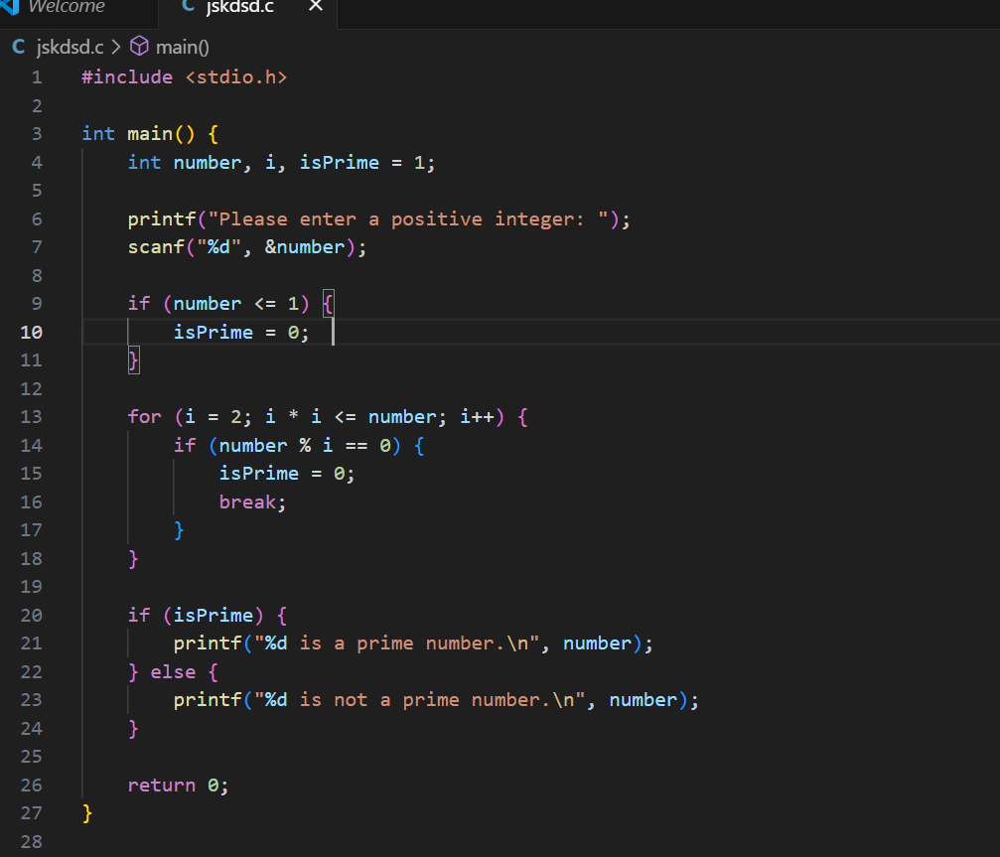 Welcome
C jskdsd.c ×
C jskdsd.c > main()
1 #include <stdio.h>
2
3 int main() {
4     int number, i, isPrime = 1;
5
6     printf("Please enter a positive integer: ");
7     scanf("%d", &number);
8
9     if (number <= 1) {
10         isPrime = 0;
11     }
12
13     for (i = 2; i * i <= number; i++) {
14         if (number % i == 0) {
15             isPrime = 0;
16             break;
17         }
18     }
19
20     if (isPrime) {
21         printf("%d is a prime number.\n", number);
22     } else {
23         printf("%d is not a prime number.\n", number);
24     }
25
26     return 0;
27 }
28